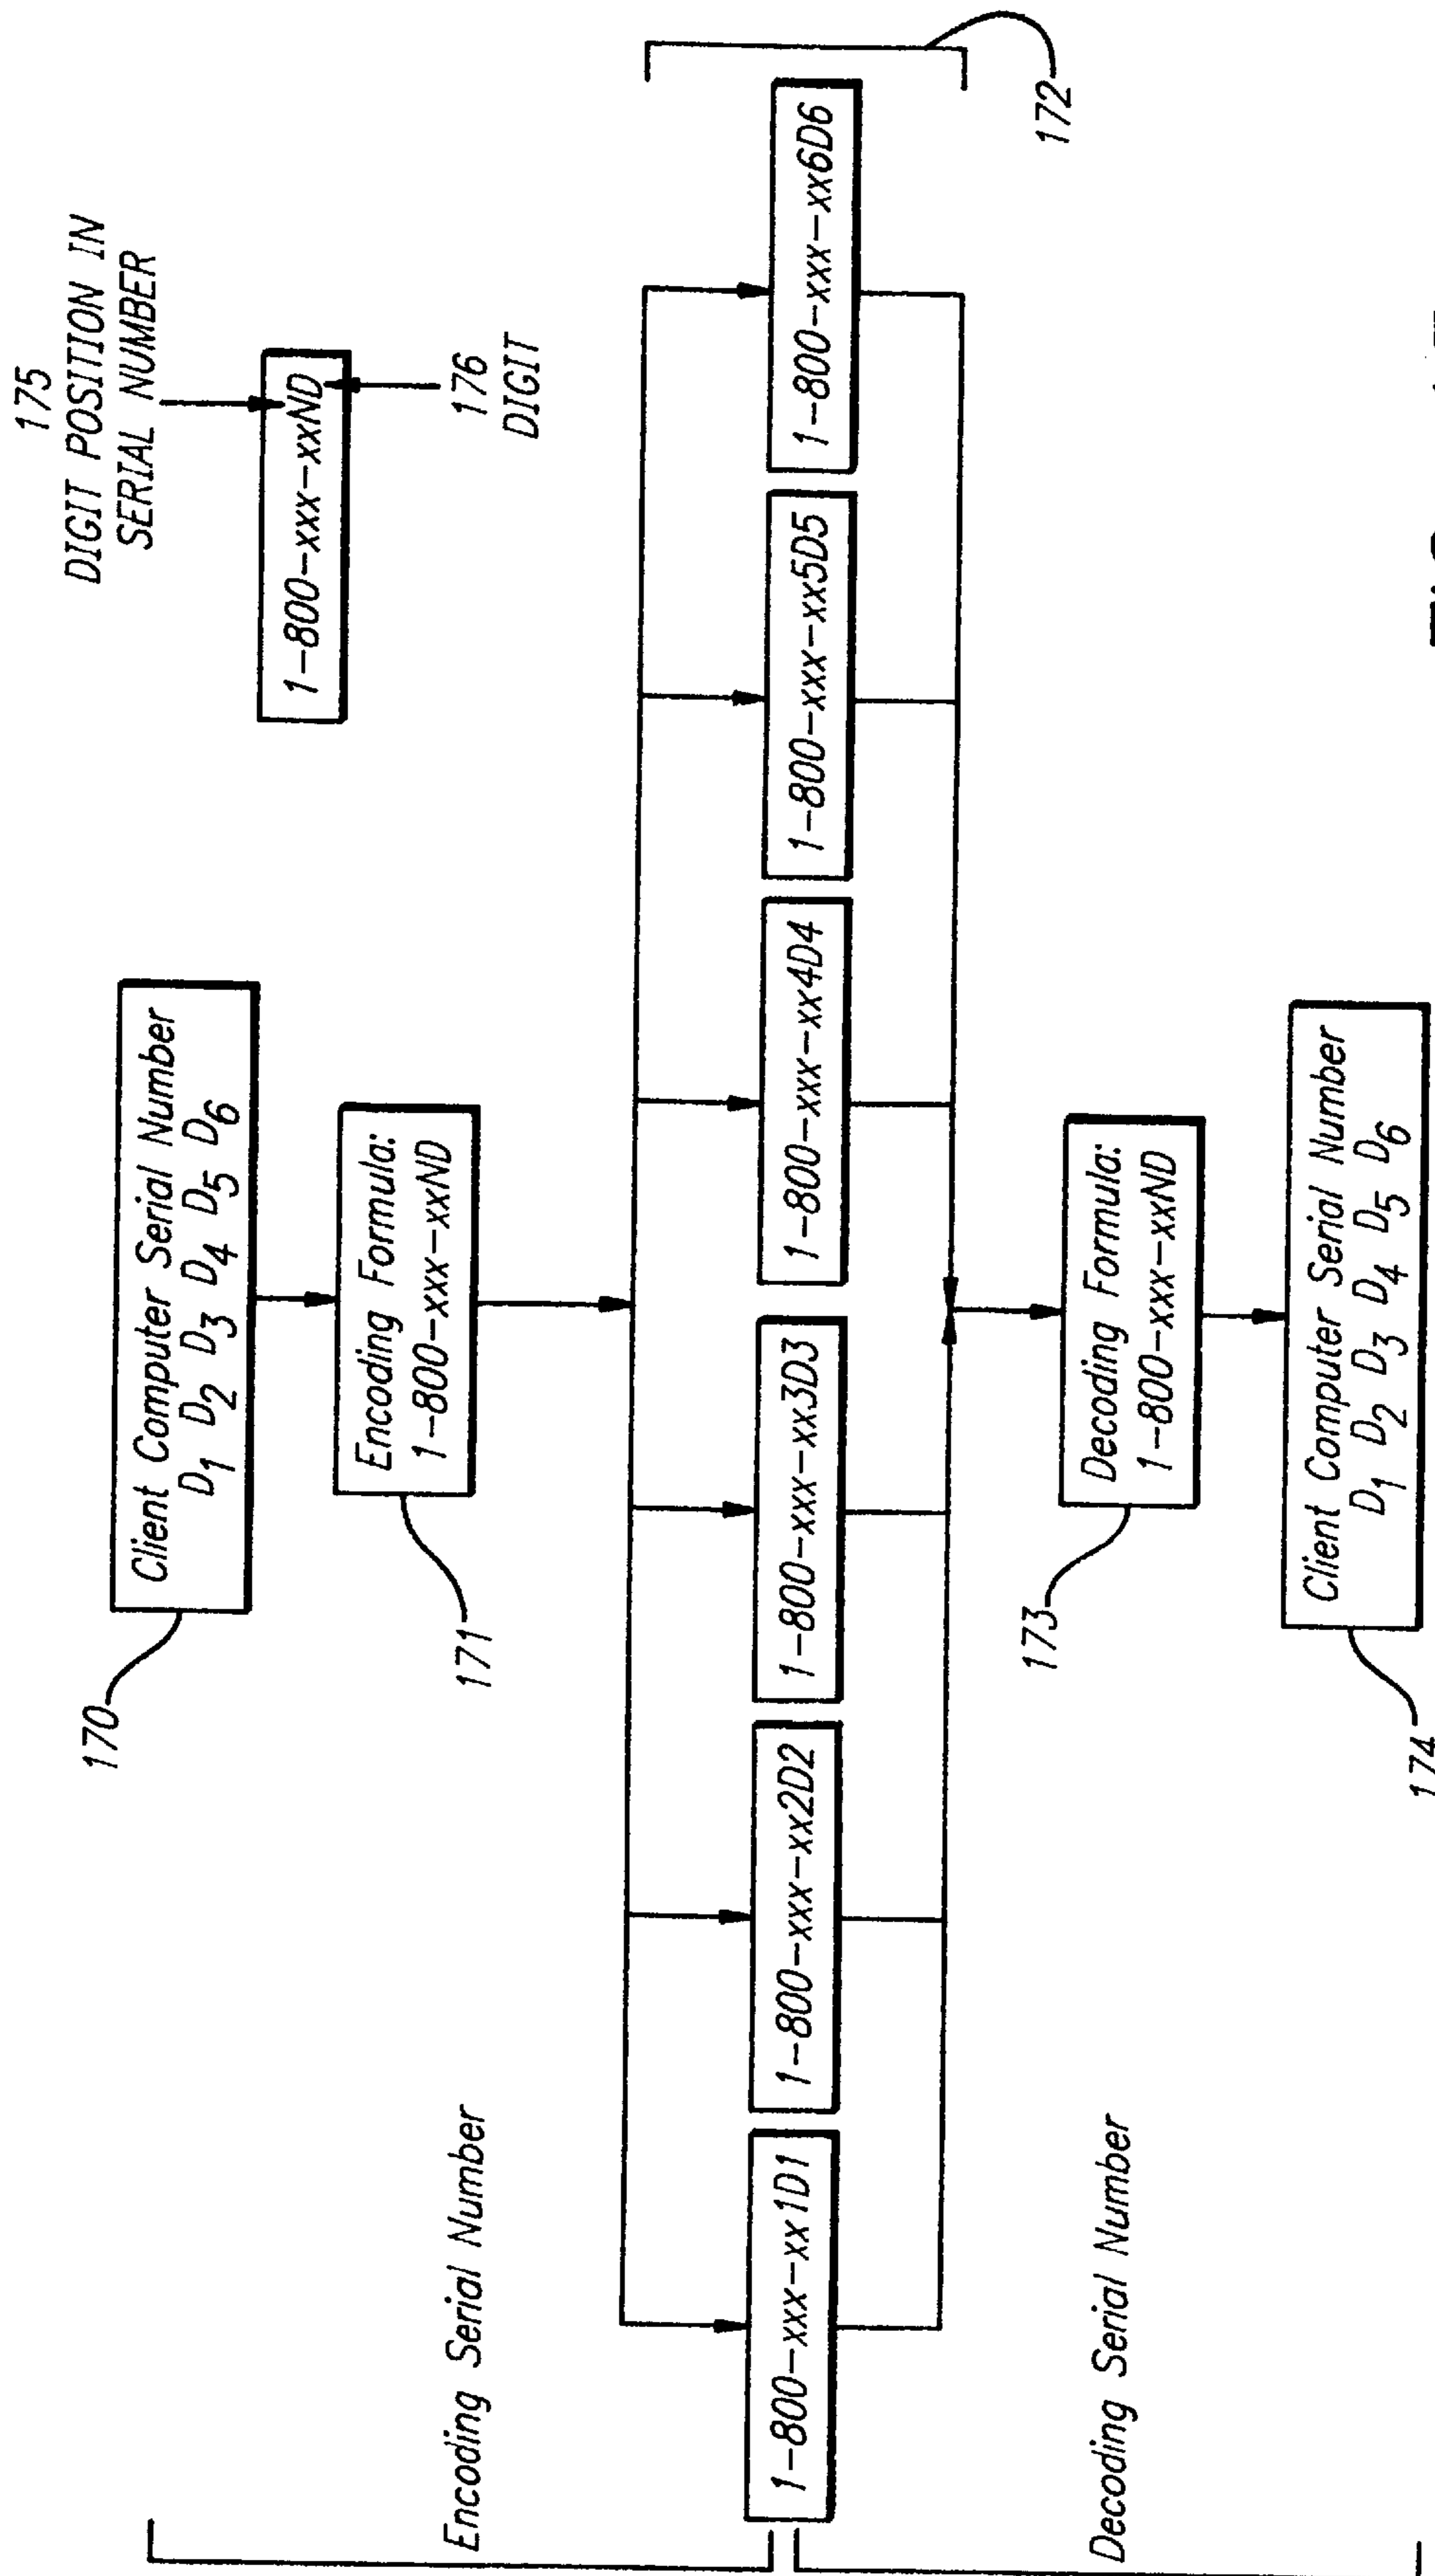 175
DIGIT POSITION IN
SERIAL NUMBER
1-800-xxx-xxND
176
DIGIT
170
Client Computer Serial Number
D1 D2 D3 D4 D5 D6
171
Encoding Formula:
1-800-xxx-xxND
Encoding Serial Number
1-800-xxx-xx1D1
1-800-xxx-xx2D2
1-800-xxx-xx3D3
1-800-xxx-xx4D4
1-800-xxx-xx5D5
1-800-xxx-xx6D6
172
Decoding Serial Number
173
Decoding Formula:
1-800-xxx-xxND
174
Client Computer Serial Number
D1 D2 D3 D4 D5 D6